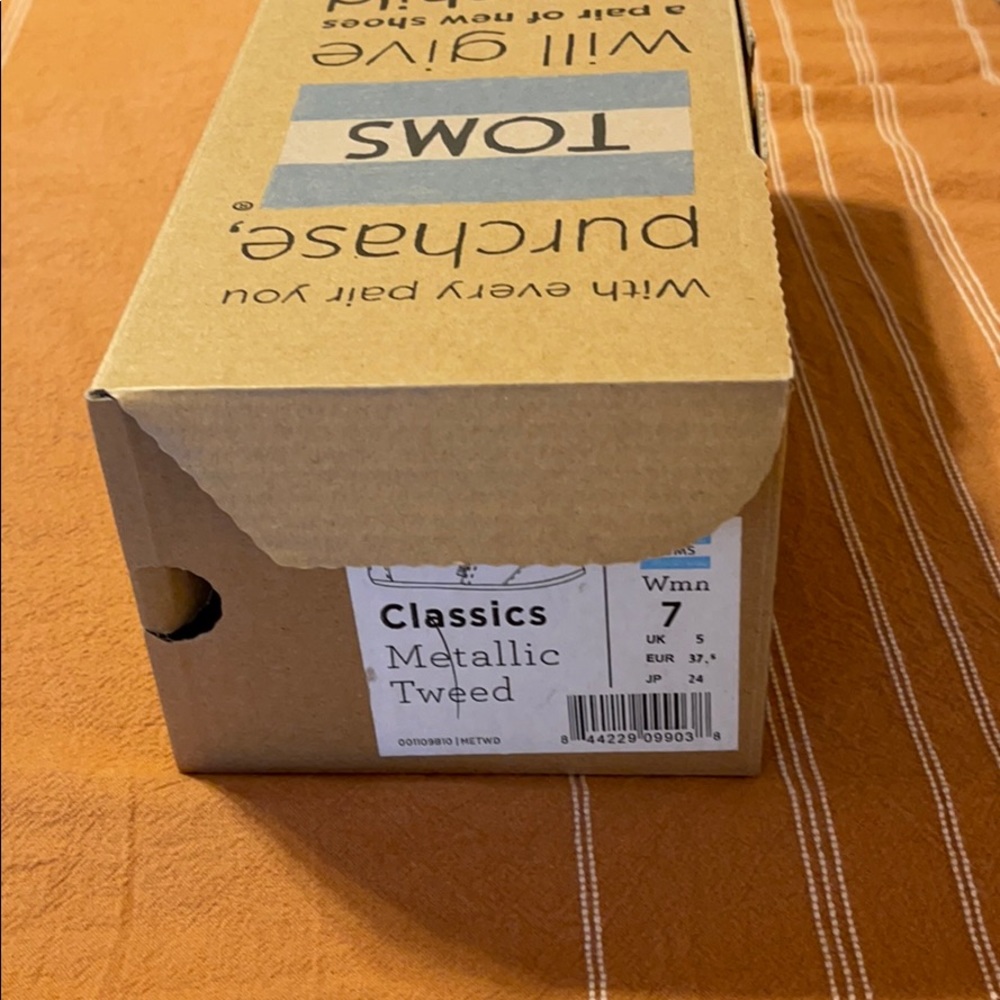 With every pair you
purchase,
TOMS®
will give
a pair of new shoes
MS
Classics
Metallic
Tweed
001109B10 | METWD
Wmn
7
UK 5
EUR 37.5
JP 24
8 44229 09903 8